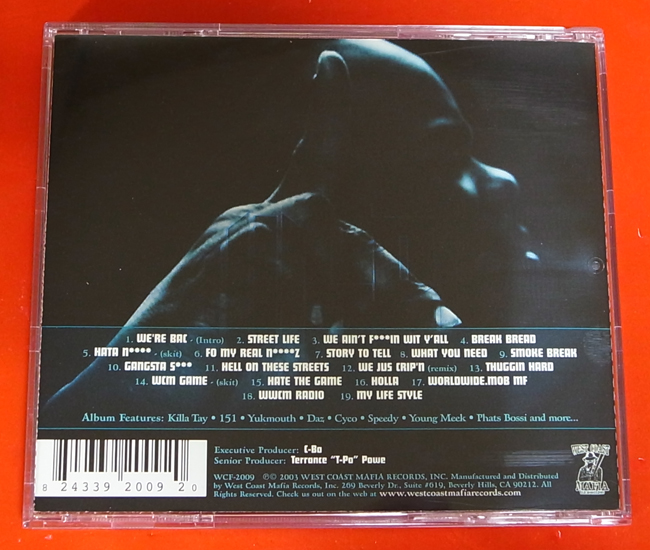 1. WE'RE BAC - (Intro) 2. STREET LIFE 3. WE AIN'T F***IN WIT Y'ALL 4. BREAK BREAD
5. HATA N**** - (skit) 6. FO MY REAL N****Z 7. STORY TO TELL 8. WHAT YOU NEED 9. SMOKE BREAK
10. GANGSTA S*** 11. HELL ON THESE STREETS 12. WE JUS CRIP'N (remix) 13. THUGGIN HARD
14. WCM GAME - (skit) 15. HATE THE GAME 16. HOLLA 17. WORLDWIDE.MOB MF
18. WWCM RADIO 19. MY LIFE STYLE
Album Features: Killa Tay • 151 • Yukmouth • Daz • Cyco • Speedy • Young Meek • Phats Bossi and more...
Executive Producer: C-Bo
Senior Producer: Terrance "T-Po" Powe
WCF-2009 ℗© 2003 WEST COAST MAFIA RECORDS, INC. Manufactured and Distributed
by West Coast Mafia Records, Inc. 269 Beverly Dr., Suite #619, Beverly Hills, CA 90212. All
Rights Reserved. Check us out on the web at www.westcoastmafiarecords.com
8 24339 2009 2 0
WEST COAST
MAFIA